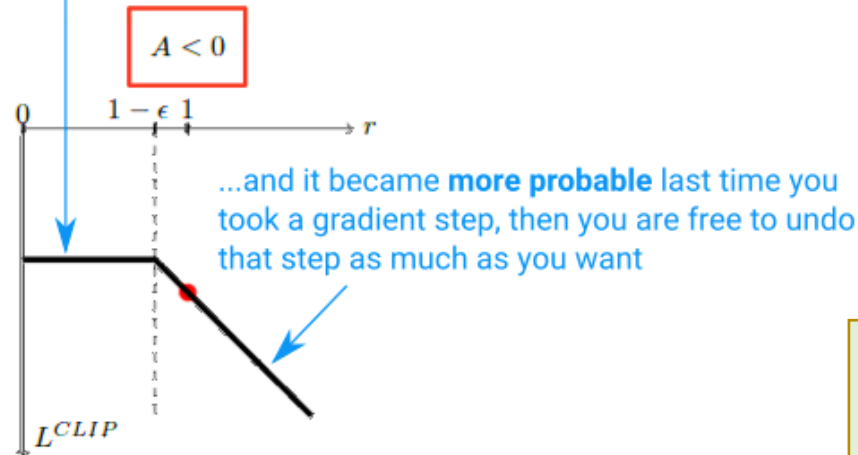 A < 0
0 1 − ϵ 1
r
...and it became more probable last time you
took a gradient step, then you are free to undo
that step as much as you want
L^{CLIP}